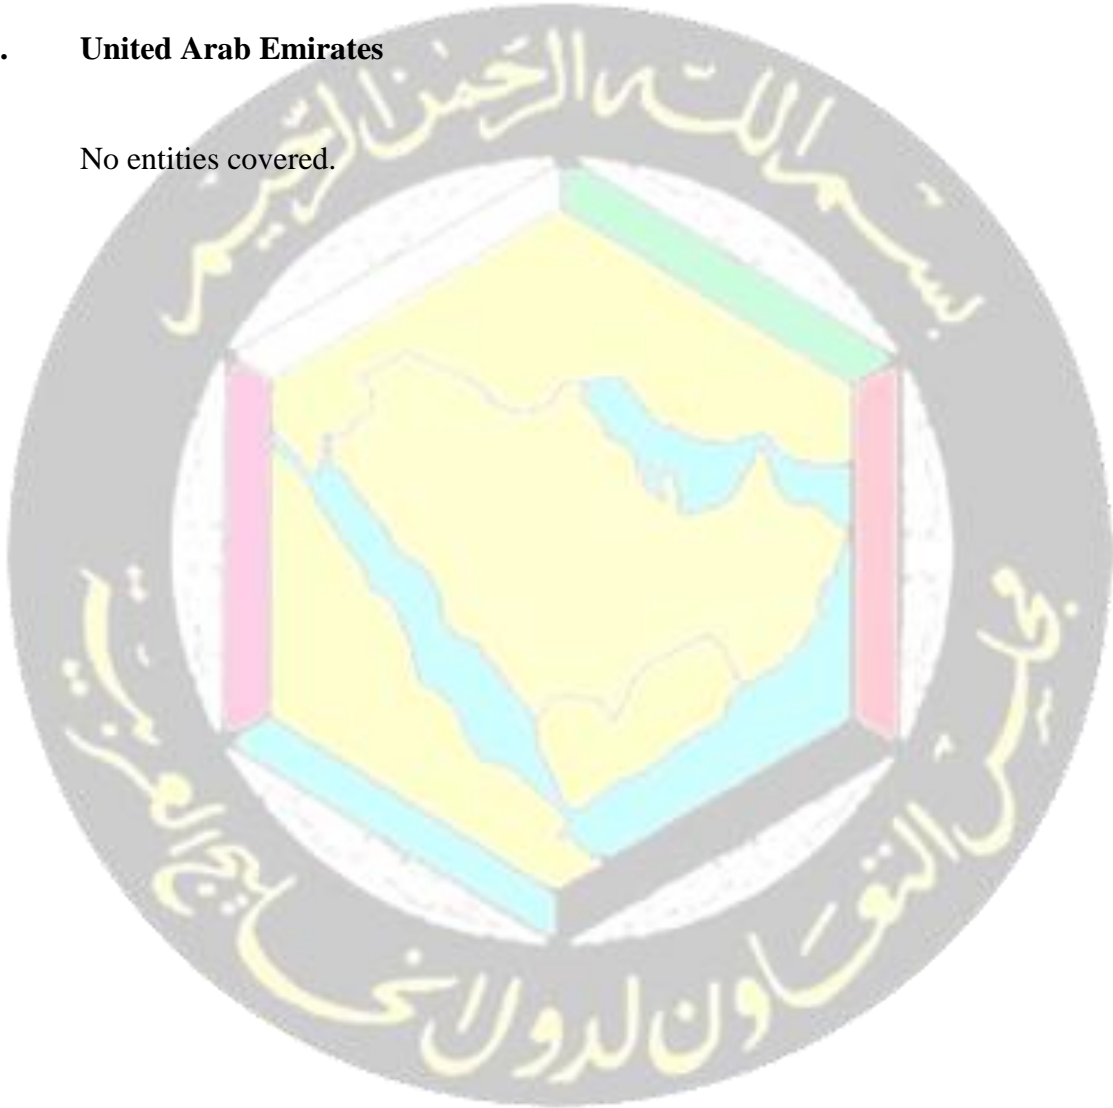 . United Arab Emirates
No entities covered.
بسم الله الرحمن الرحيم
مجلس التعاون لدول الخليج العربية